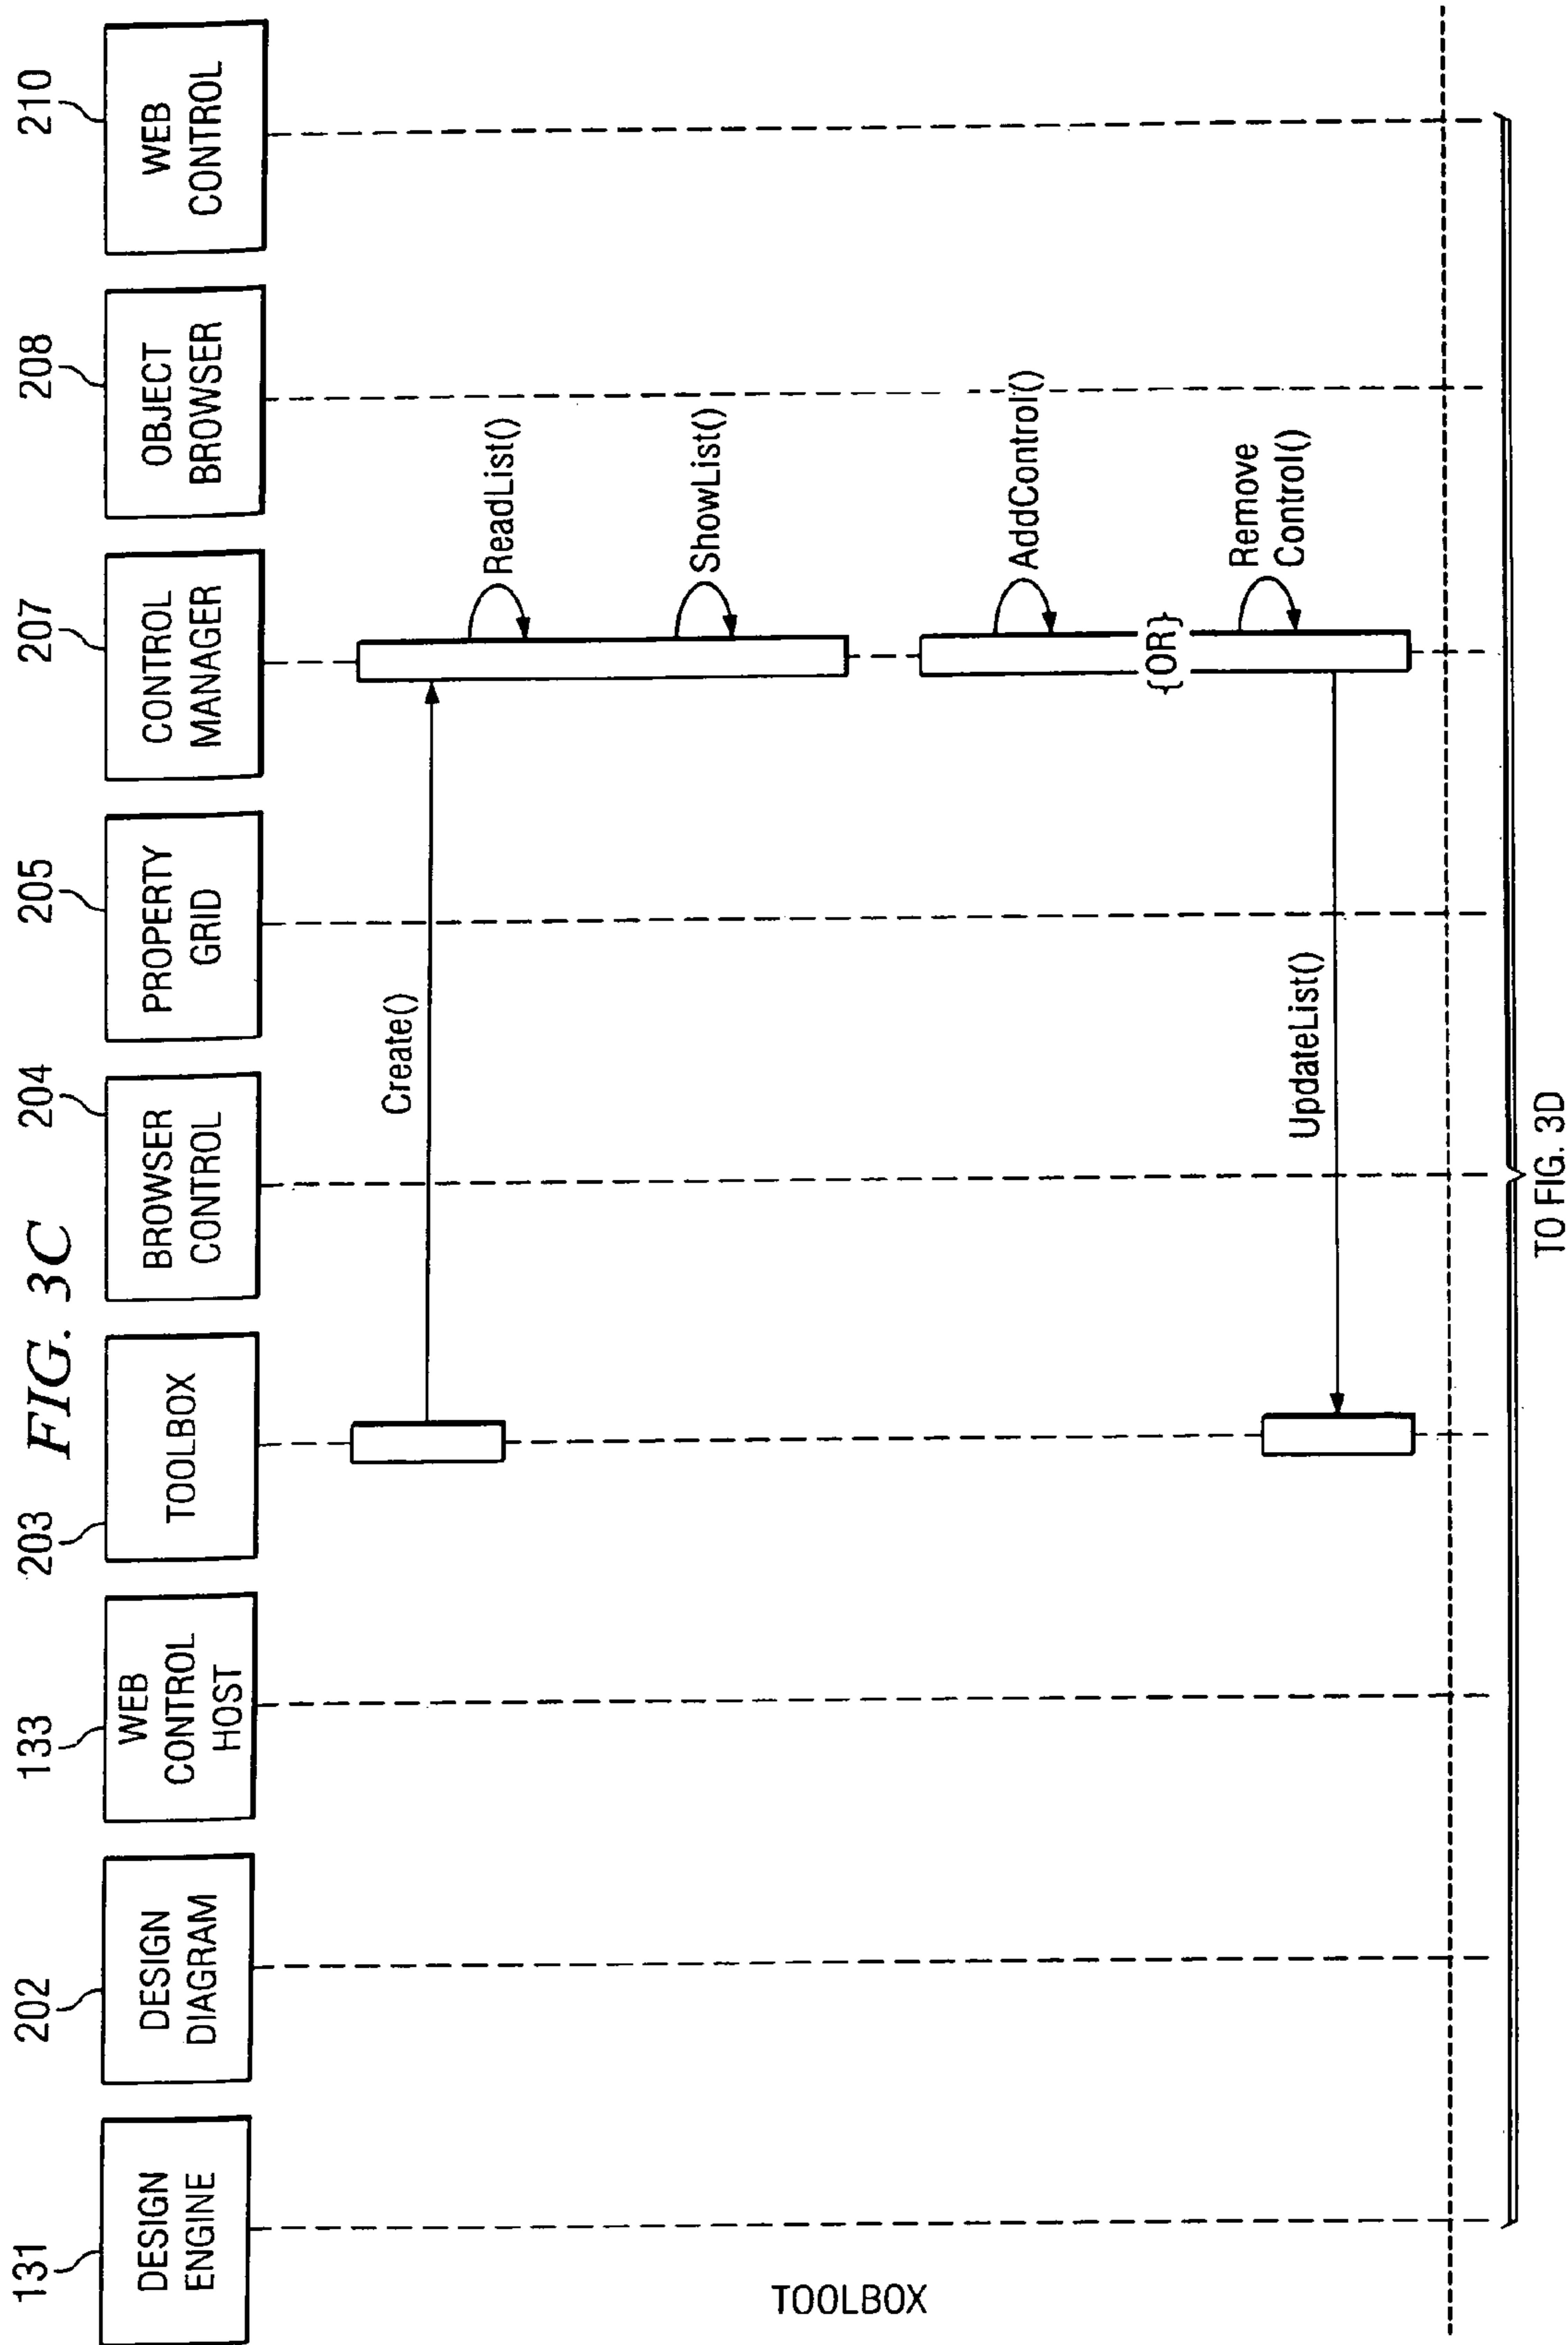 FIG. 3C
131
202
133
203
204
205
207
208
210
DESIGN
ENGINE
DESIGN
DIAGRAM
WEB
CONTROL
HOST
TOOLBOX
BROWSER
CONTROL
PROPERTY
GRID
CONTROL
MANAGER
OBJECT
BROWSER
WEB
CONTROL
Create()
ReadList()
ShowList()
TOOLBOX
AddControl()
{OR}
Remove
Control()
UpdateList()
TO FIG. 3D